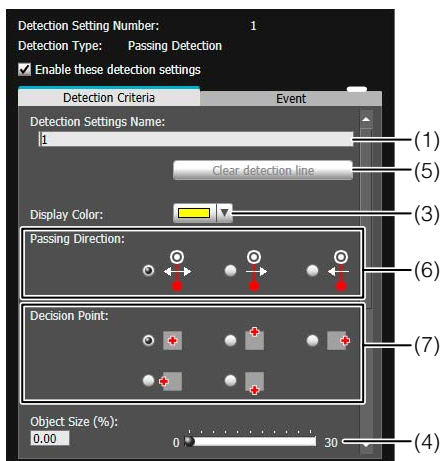 Detection Setting Number: 1
Detection Type: Passing Detection
Enable these detection settings
Detection Criteria Event
Detection Settings Name:
1 (1)
Clear detection line (5)
Display Color: (3)
Passing Direction:
(6)
Decision Point:
(7)
Object Size (%):
0.00 0 30 (4)